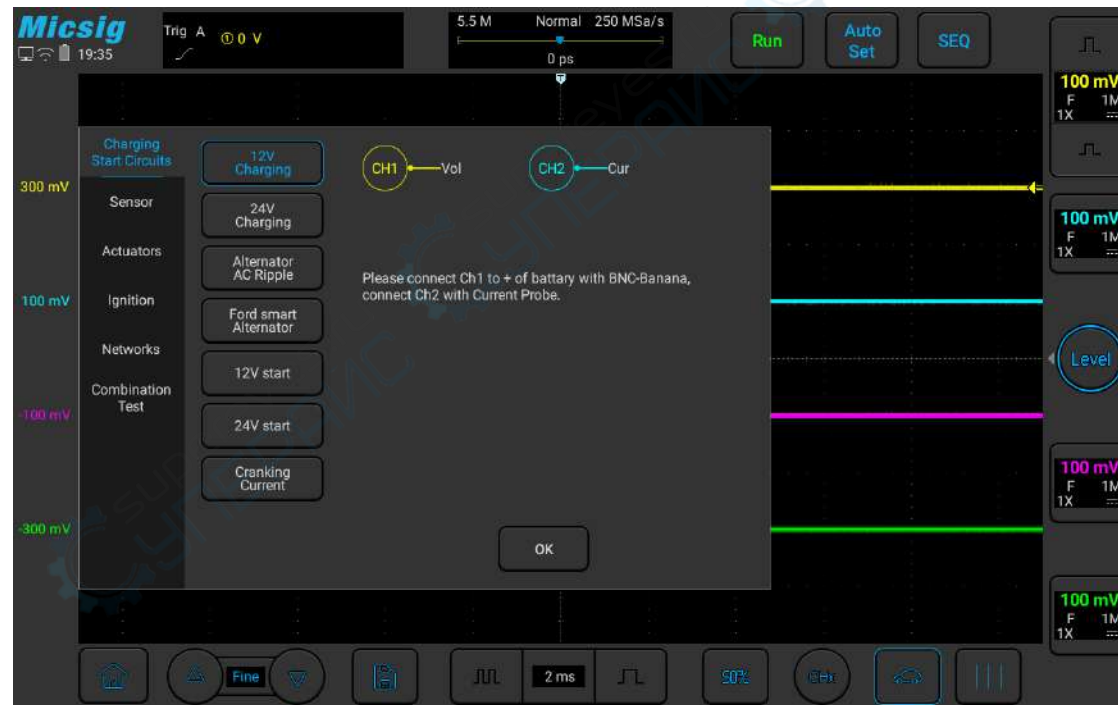 Micsig
19:35
Trig A ① 0 V
5.5 M Normal 250 MSa/s
0 ps
T
Run
Auto
Set
SEQ
100 mV
F 1M
1X
300 mV
100 mV
-100 mV
-300 mV
Charging
Start Circuits
Sensor
Actuators
Ignition
Networks
Combination
Test
12V
Charging
24V
Charging
Alternator
AC Ripple
Ford smart
Alternator
12V start
24V start
Cranking
Current
CH1 Vol
CH2 Cur
Please connect Ch1 to + of battary with BNC-Banana,
connect Ch2 with Current Probe.
OK
100 mV
F 1M
1X
Level
100 mV
F 1M
1X
100 mV
F 1M
1X
Fine
2 ms
50%
CHx